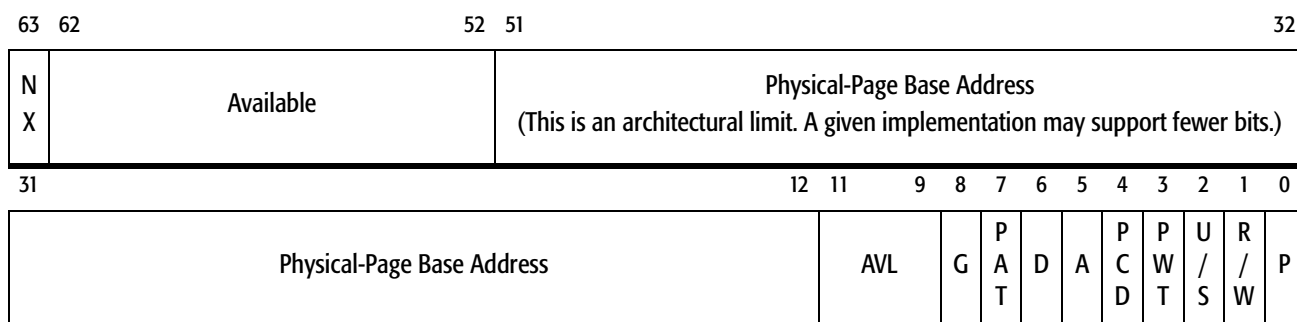 63 62 52 51 32
N X
Available
Physical-Page Base Address
(This is an architectural limit. A given implementation may support fewer bits.)
31 12 11 9 8 7 6 5 4 3 2 1 0
Physical-Page Base Address
AVL
G
P A T
D
A
P C D
P W T
U / S
R / W
P